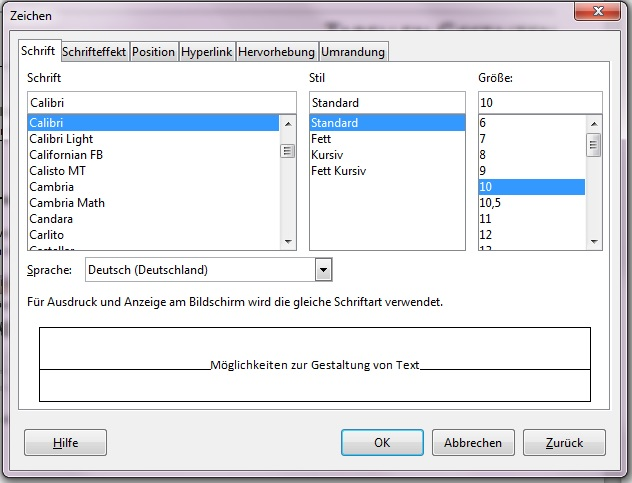 Zeichen
Schrift Schrifteffekt Position Hyperlink Hervorhebung Umrandung
Schrift Stil Größe:
Calibri Standard 10
Calibri Standard 6
Calibri Light Fett 7
Californian FB Kursiv 8
Calisto MT Fett Kursiv 9
Cambria 10
Cambria Math 10,5
Candara 11
Carlito 12
Castellar 13
Sprache: Deutsch (Deutschland)
Für Ausdruck und Anzeige am Bildschirm wird die gleiche Schriftart verwendet.
Möglichkeiten zur Gestaltung von Text
Hilfe OK Abbrechen Zurück